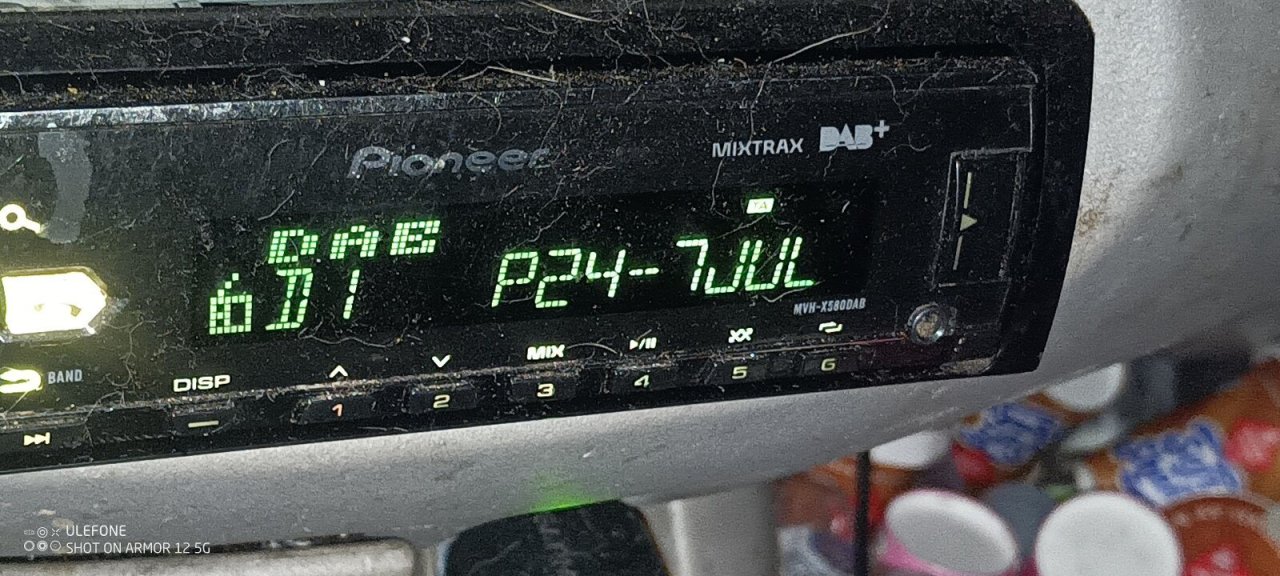 Pioneer
MIXTRAX DAB+
TA
DAB
D1 P24-7JUL
MVH-X580DAB
BAND
DISP
MIX
1 2 3 4 5 6
ULEFONE
SHOT ON ARMOR 12 5G